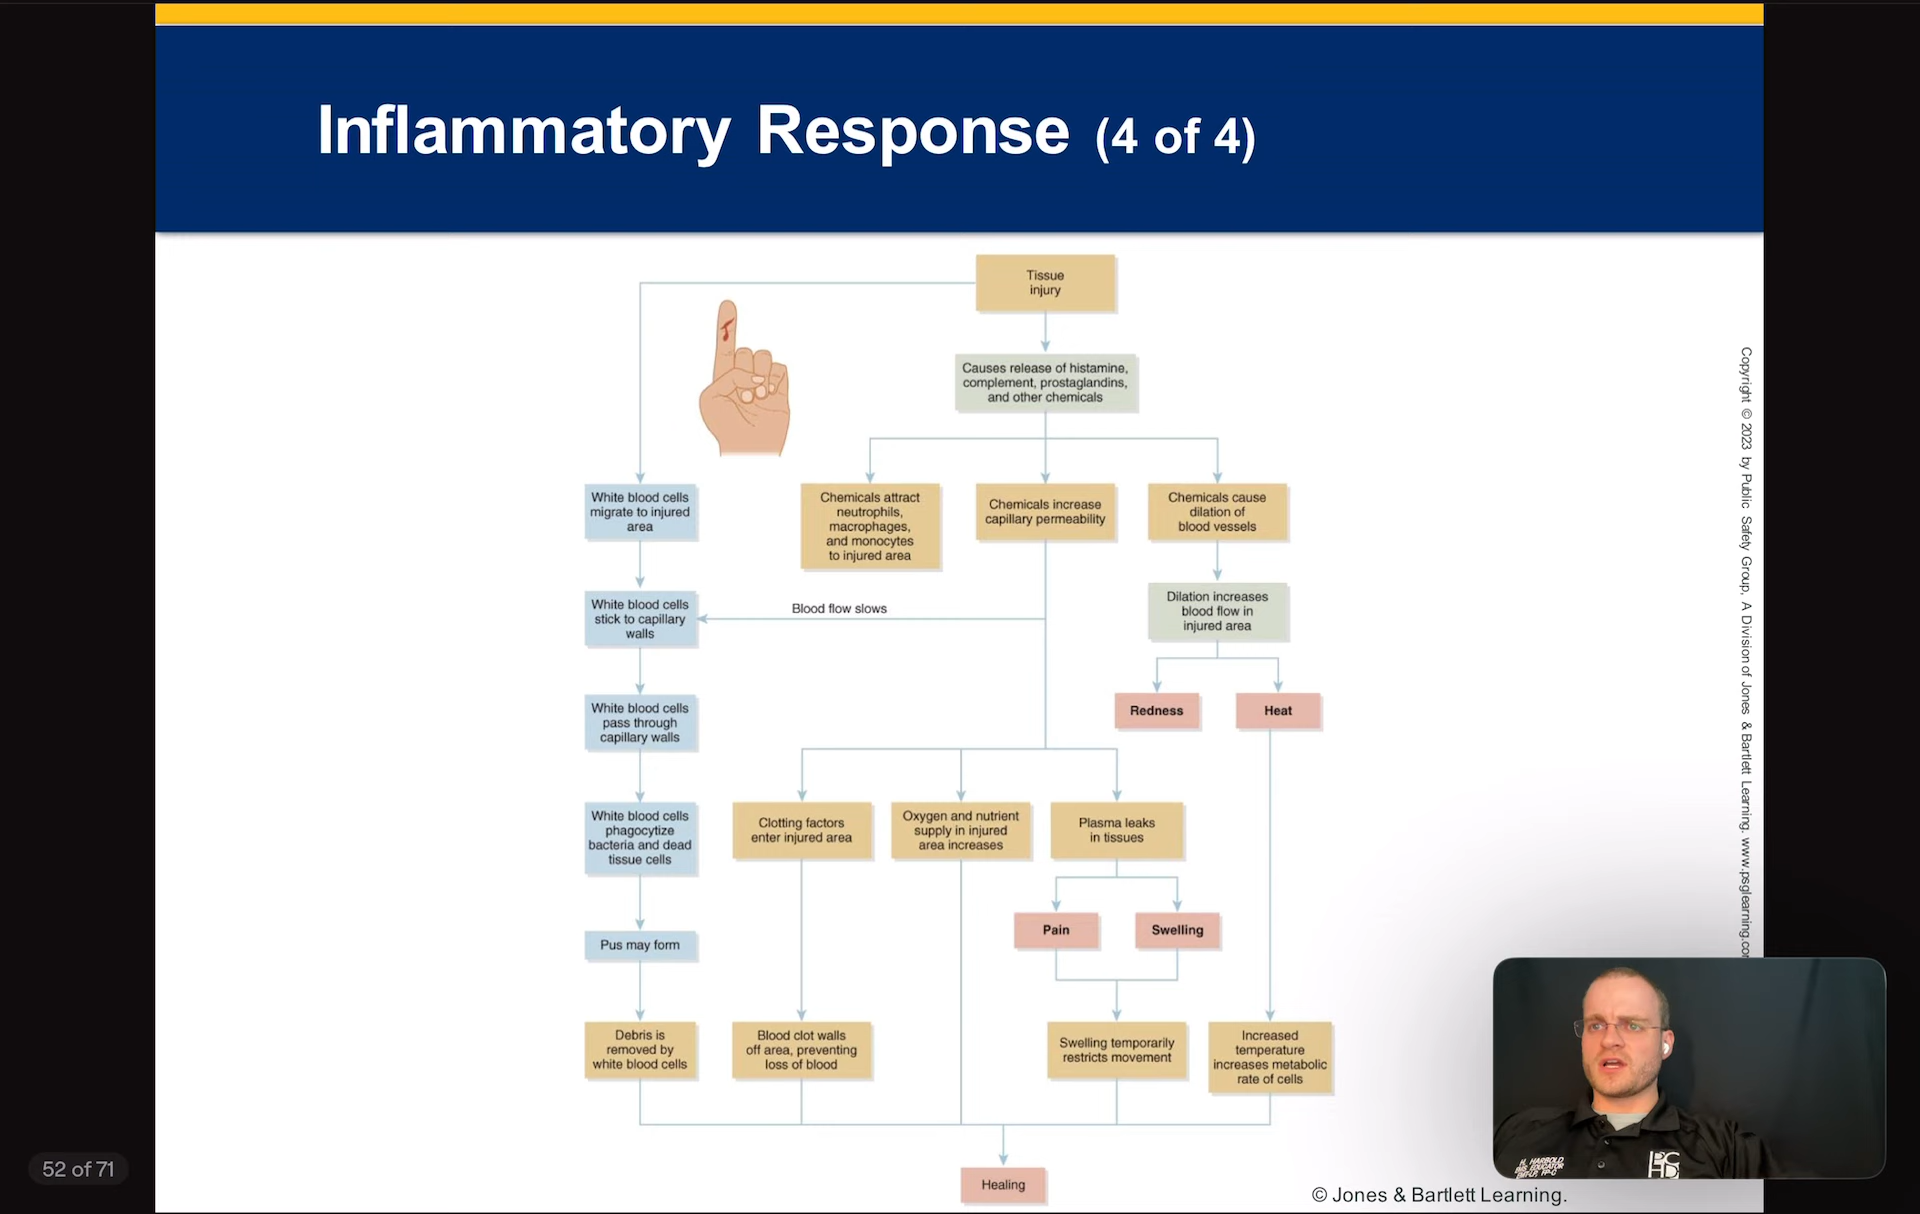 Inflammatory Response (4 of 4)
Tissue
injury
Causes release of histamine,
complement, prostaglandins,
and other chemicals
White blood cells
migrate to injured
area
Chemicals attract
neutrophils,
macrophages,
and monocytes
to injured area
Chemicals increase
capillary permeability
Chemicals cause
dilation of
blood vessels
White blood cells
stick to capillary
walls
Blood flow slows
Dilation increases
blood flow in
injured area
White blood cells
pass through
capillary walls
Redness
Heat
White blood cells
phagocytize
bacteria and dead
tissue cells
Clotting factors
enter injured area
Oxygen and nutrient
supply in injured
area increases
Plasma leaks
in tissues
Pain
Swelling
Pus may form
Debris is
removed by
white blood cells
Blood clot walls
off area, preventing
loss of blood
Swelling temporarily
restricts movement
Increased
temperature
increases metabolic
rate of cells
Healing
Copyright © 2023 by Public Safety Group, A Division of Jones & Bartlett Learning. www.psglearning.co
52 of 71
H. HARBOLD
EMS EDUCATOR
© Jones & Bartlett Learning.